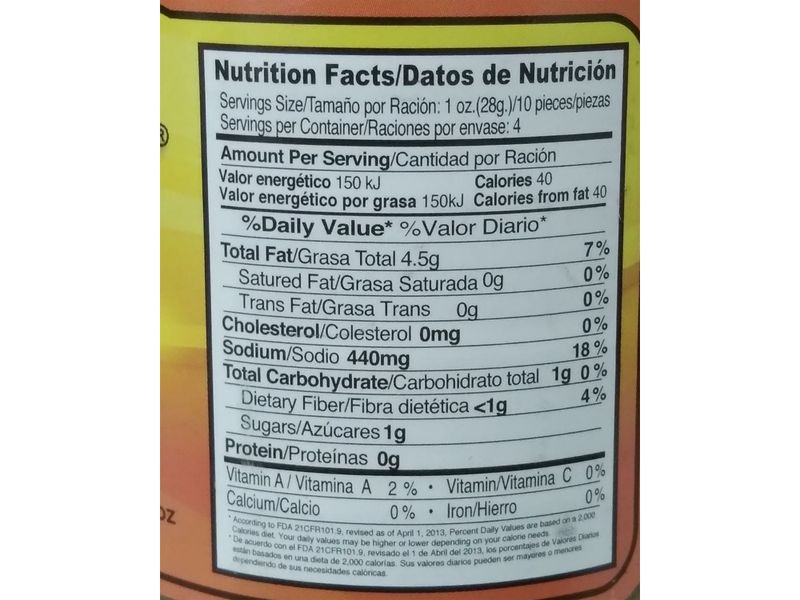 Nutrition Facts/Datos de Nutrición
Servings Size/Tamaño por Ración: 1 oz.(28g.)/10 pieces/piezas
Servings per Container/Raciones por envase: 4
Amount Per Serving/Cantidad por Ración
Valor energético 150 kJ Calories 40
Valor energético por grasa 150kJ Calories from fat 40
%Daily Value* %Valor Diario*
Total Fat/Grasa Total 4.5g 7%
Satured Fat/Grasa Saturada 0g 0%
Trans Fat/Grasa Trans 0g 0%
Cholesterol/Colesterol 0mg 0%
Sodium/Sodio 440mg 18%
Total Carbohydrate/Carbohidrato total 1g 0%
Dietary Fiber/Fibra dietética <1g 4%
Sugars/Azúcares 1g
Protein/Proteínas 0g
Vitamin A / Vitamina A 2% • Vitamin/Vitamina C 0%
Calcium/Calcio 0% • Iron/Hierro 0%
* According to FDA 21CFR101.9, revised as of April 1, 2013, Percent Daily Values are based on a 2,000
Calories diet. Your daily values may be higher or lower depending on your calorie needs
* De acuerdo con el FDA 21CFR101.9, revisado el 1 de Abril del 2013, los porcentajes de Valores Diarios
están basados en una dieta de 2,000 calorías. Sus valores diarios pueden ser mayores o menores
dependiendo de sus necesidades calóricas.
®
OZ